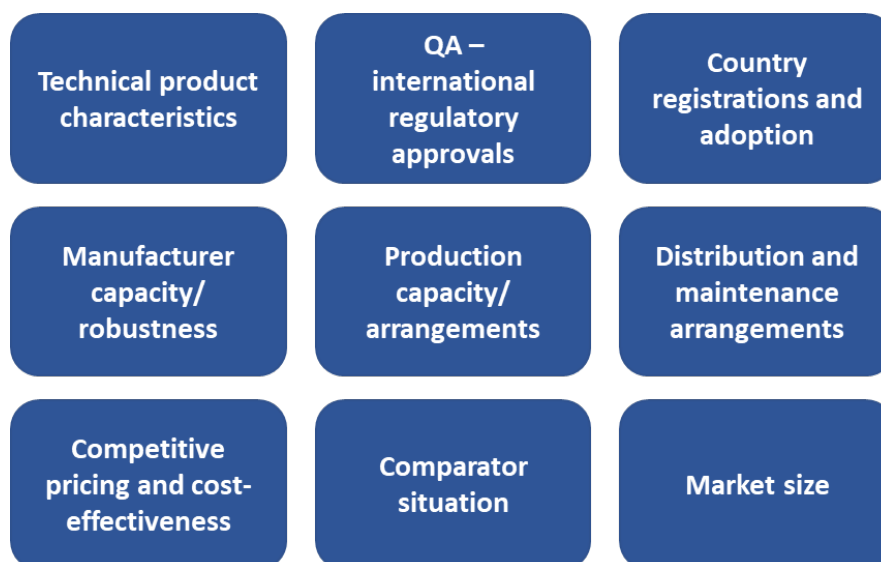 Technical product
characteristics
QA –
international
regulatory
approvals
Country
registrations and
adoption
Manufacturer
capacity/
robustness
Production
capacity/
arrangements
Distribution and
maintenance
arrangements
Competitive
pricing and cost-
effectiveness
Comparator
situation
Market size